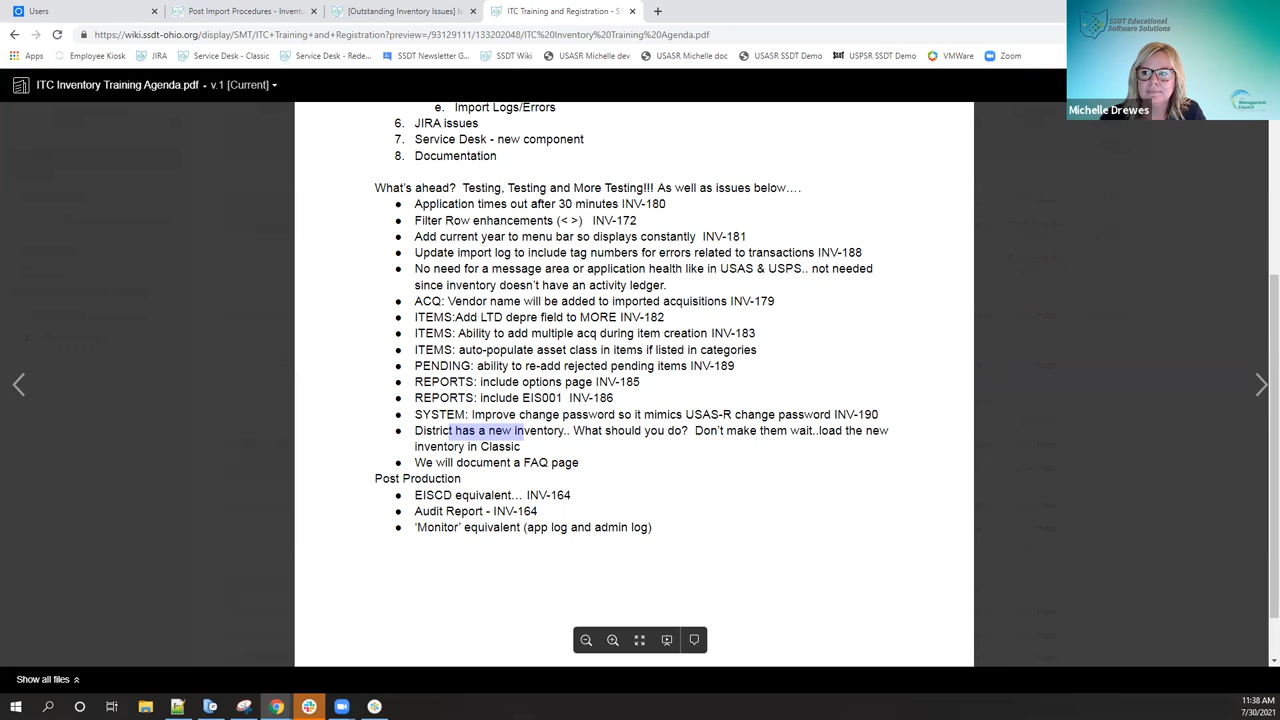 Users
Post Import Procedures - Invento
[Outstanding Inventory Issues] Is
ITC Training and Registration - S
https://wiki.ssdt-ohio.org/display/SMT/ITC+Training+and+Registration?preview=/93129111/133202048/ITC%20Inventory%20Training%20Agenda.pdf
Apps
Employee Kiosk
JIRA
Service Desk - Classic
Service Desk - Rede...
SSDT Newsletter G...
SSDT Wiki
USASR Michelle dev
USASR Michelle doc
USASR SSDT Demo
USPSR SSDT Demo
VMWare
Zoom
SSDT Educational
Software Solutions
Management
Council
Michelle Drewes
ITC Inventory Training Agenda.pdf - v.1 [Current]
e. Import Logs/Errors
6. JIRA issues
7. Service Desk - new component
8. Documentation
What's ahead? Testing, Testing and More Testing!!! As well as issues below….
● Application times out after 30 minutes INV-180
● Filter Row enhancements (< >) INV-172
● Add current year to menu bar so displays constantly INV-181
● Update import log to include tag numbers for errors related to transactions INV-188
● No need for a message area or application health like in USAS & USPS.. not needed
since inventory doesn't have an activity ledger.
● ACQ: Vendor name will be added to imported acquisitions INV-179
● ITEMS:Add LTD depre field to MORE INV-182
● ITEMS: Ability to add multiple acq during item creation INV-183
● ITEMS: auto-populate asset class in items if listed in categories
● PENDING: ability to re-add rejected pending items INV-189
● REPORTS: include options page INV-185
● REPORTS: include EIS001 INV-186
● SYSTEM: Improve change password so it mimics USAS-R change password INV-190
● District has a new inventory.. What should you do? Don't make them wait..load the new
inventory in Classic
● We will document a FAQ page
Post Production
● EISCD equivalent… INV-164
● Audit Report - INV-164
● 'Monitor' equivalent (app log and admin log)
Show all files
11:38 AM
7/30/2021